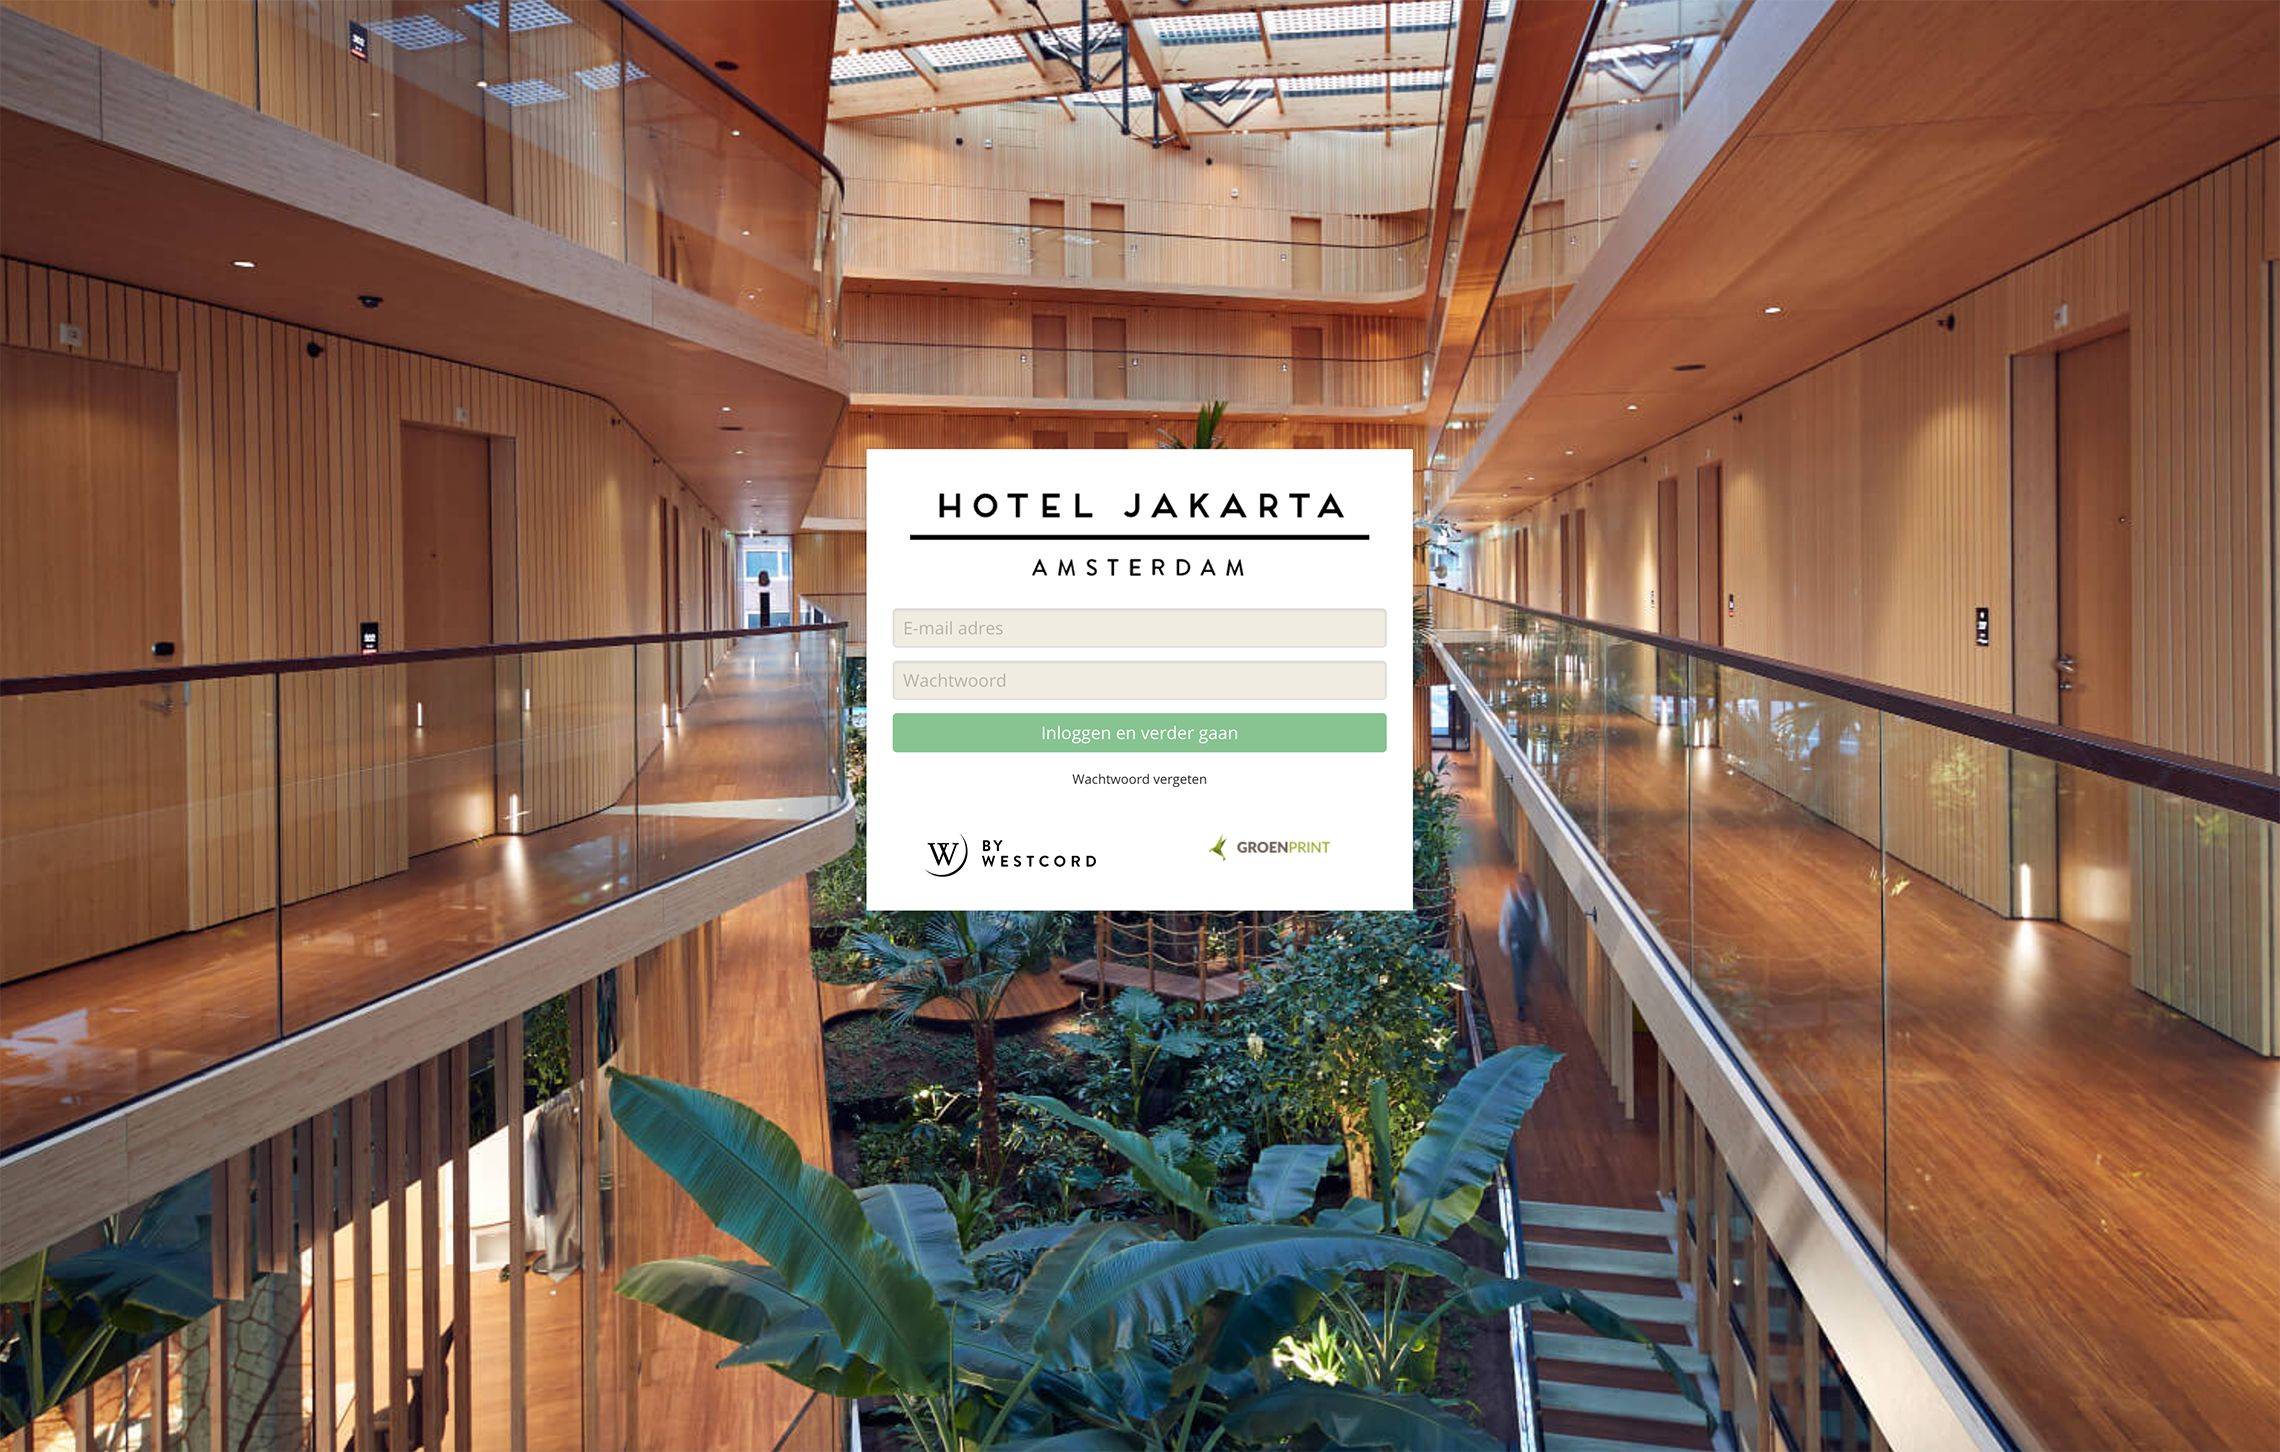 HOTEL JAKARTA
AMSTERDAM
E-mail adres
Wachtwoord
Inloggen en verder gaan
Wachtwoord vergeten
W BY
WESTCORD
GROENPRINT